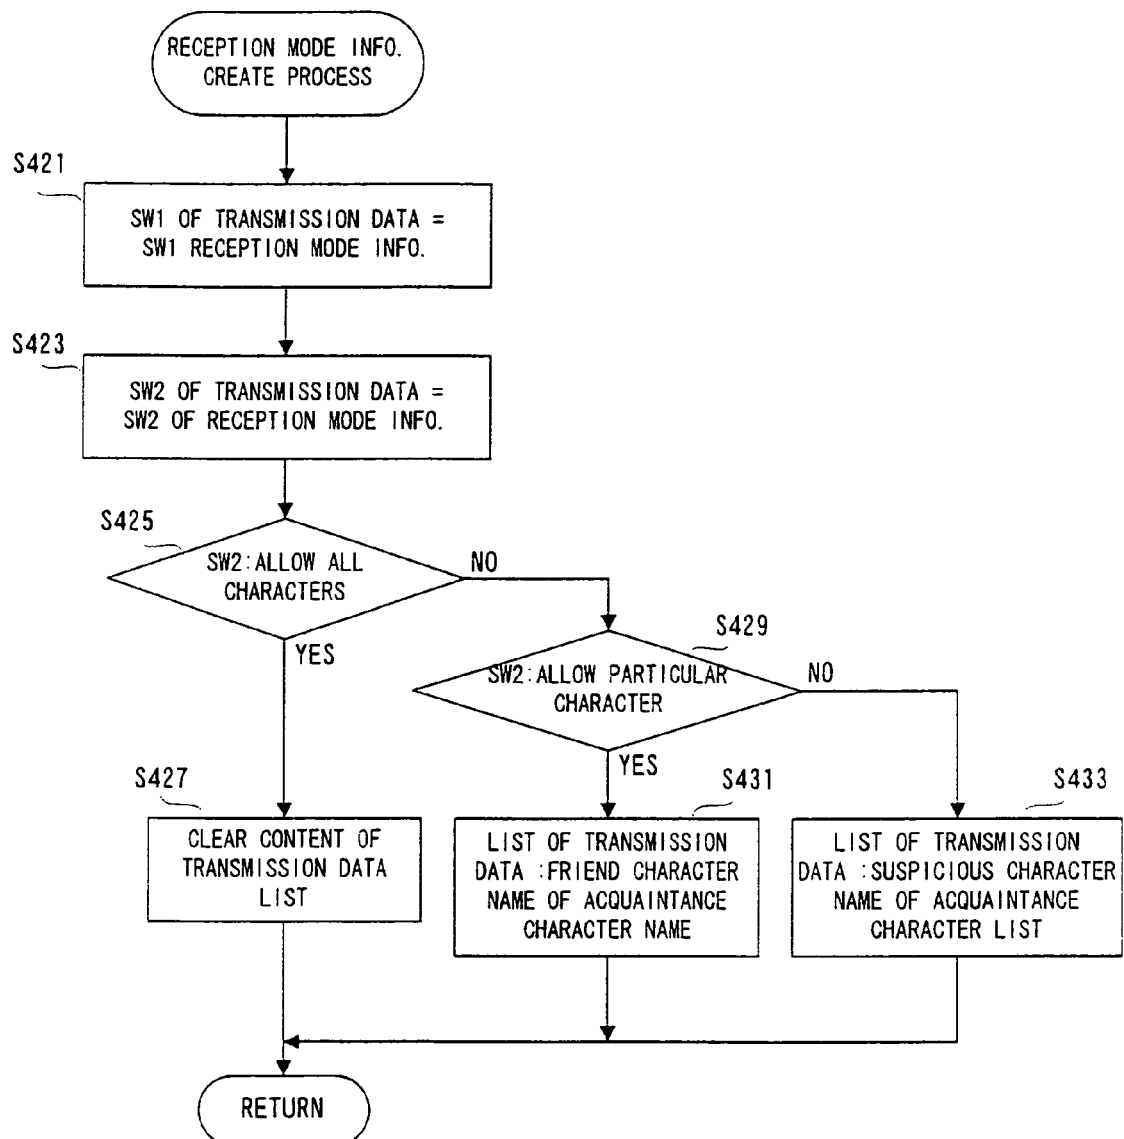 RECEPTION MODE INFO.
CREATE PROCESS
S421
SW1 OF TRANSMISSION DATA =
SW1 RECEPTION MODE INFO.
S423
SW2 OF TRANSMISSION DATA =
SW2 OF RECEPTION MODE INFO.
S425
SW2:ALLOW ALL
CHARACTERS
NO
YES
S429
SW2:ALLOW PARTICULAR
CHARACTER
NO
YES
S427
CLEAR CONTENT OF
TRANSMISSION DATA
LIST
S431
LIST OF TRANSMISSION
DATA :FRIEND CHARACTER
NAME OF ACQUAINTANCE
CHARACTER NAME
S433
LIST OF TRANSMISSION
DATA :SUSPICIOUS CHARACTER
NAME OF ACQUAINTANCE
CHARACTER LIST
RETURN